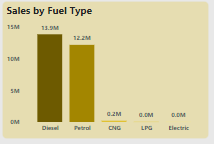 Sales by Fuel Type
15M
13.9M
12.2M
10M
5M
0.2M
0.0M
0.0M
0M
Diesel Petrol CNG LPG Electric